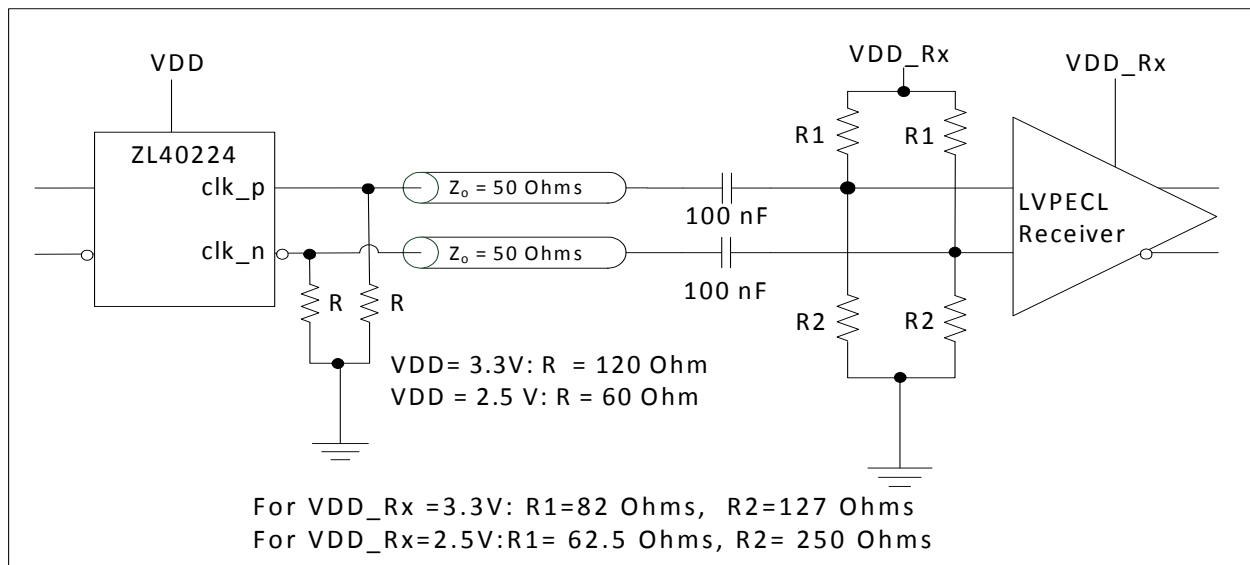 VDD
VDD_Rx
VDD_Rx
ZL40224
clk_p
clk_n
Zₒ = 50 Ohms
Zₒ = 50 Ohms
100 nF
100 nF
R
R
R1
R1
R2
R2
LVPECL
Receiver
VDD= 3.3V: R = 120 Ohm
VDD = 2.5 V: R = 60 Ohm
For VDD_Rx =3.3V: R1=82 Ohms, R2=127 Ohms
For VDD_Rx=2.5V:R1= 62.5 Ohms, R2= 250 Ohms